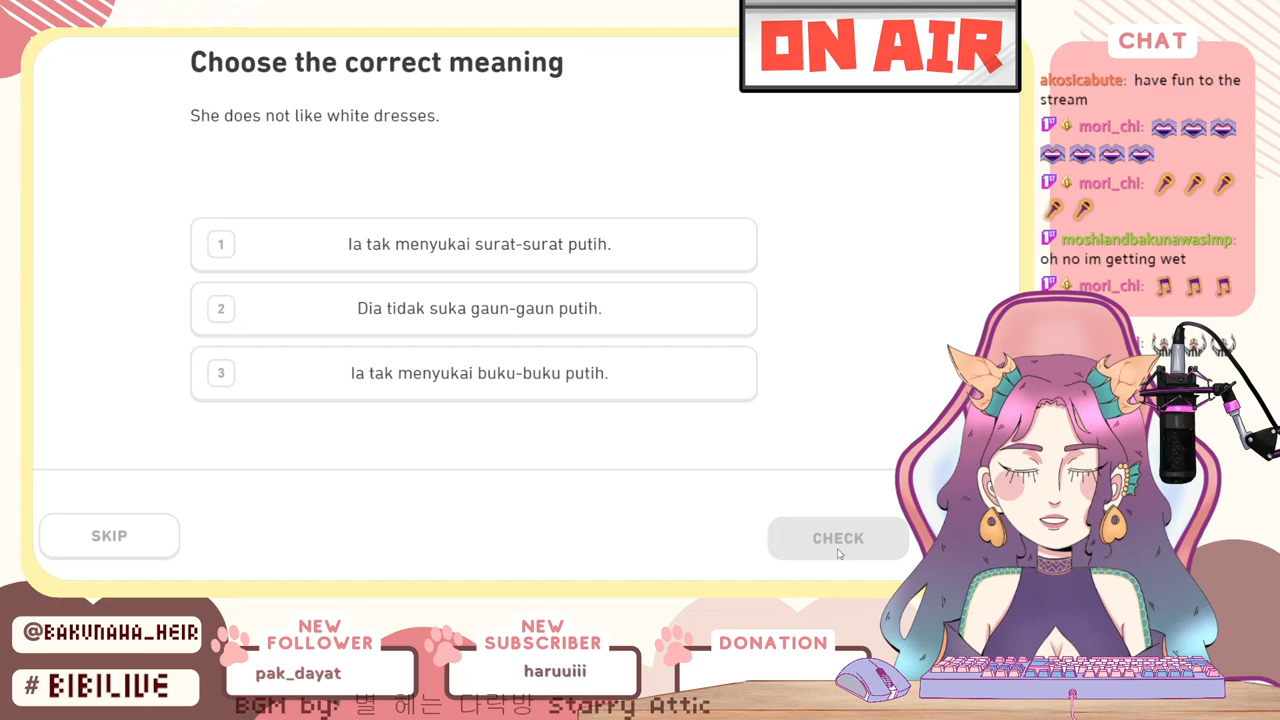 Choose the correct meaning
She does not like white dresses.
1 Ia tak menyukai surat-surat putih.
2 Dia tidak suka gaun-gaun putih.
3 Ia tak menyukai buku-buku putih.
SKIP
CHECK
ON AIR
CHAT
akosicabute: have fun to the
stream
mori_chi:
mori_chi:
moshiandbakunawasimp:
oh no im getting wet
mori_chi:
@BAKUNAWA_HEIR
# BIBILIVE
NEW
FOLLOWER
pak_dayat
NEW
SUBSCRIBER
haruuiii
DONATION
BGM by: 별 헤는 다락방 Starry Attic